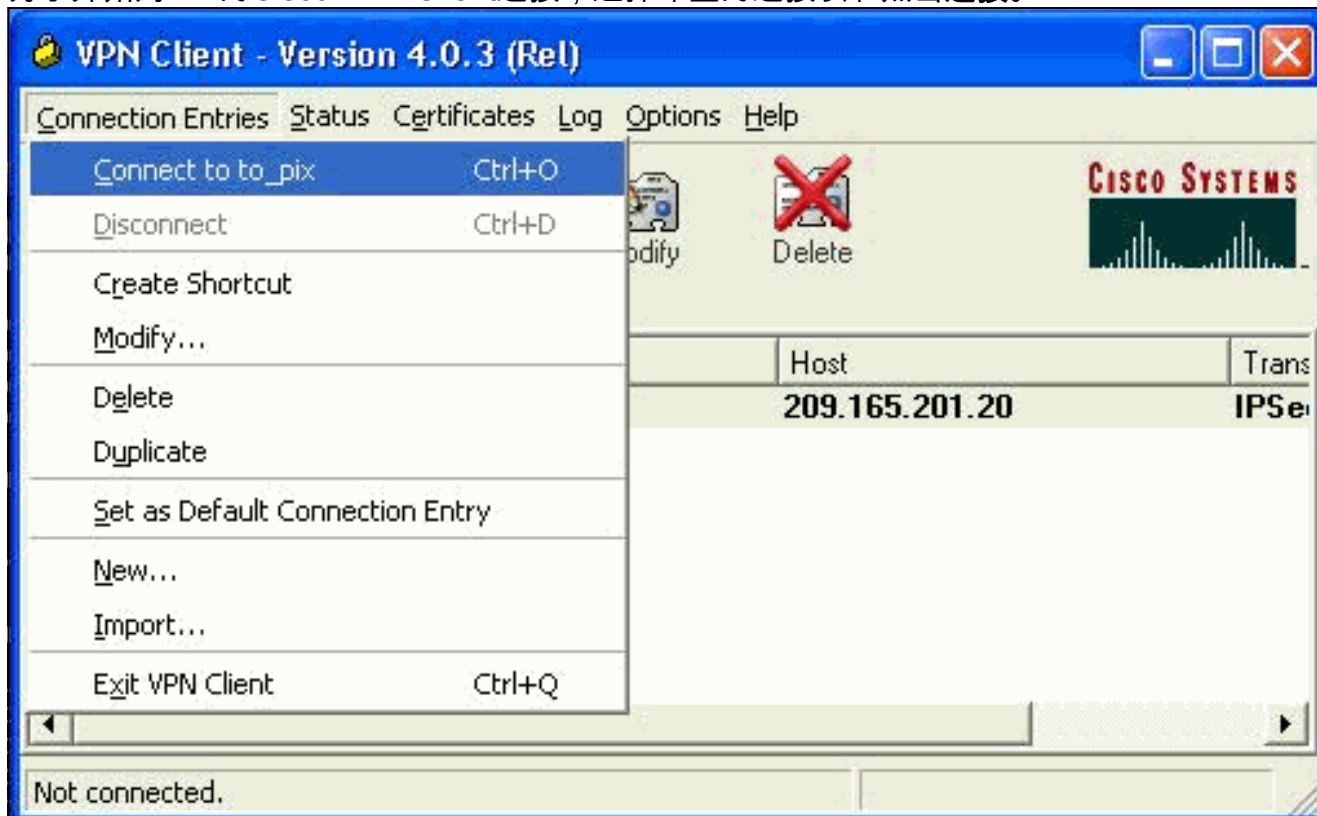 VPN Client - Version 4.0.3 (Rel)
Connection Entries Status Certificates Log Options Help
Connect to to_pix Ctrl+O
Disconnect Ctrl+D
Create Shortcut
Modify...
Delete
Duplicate
Set as Default Connection Entry
New...
Import...
Exit VPN Client Ctrl+Q
Delete
CISCO SYSTEMS
Host
209.165.201.20
Not connected.